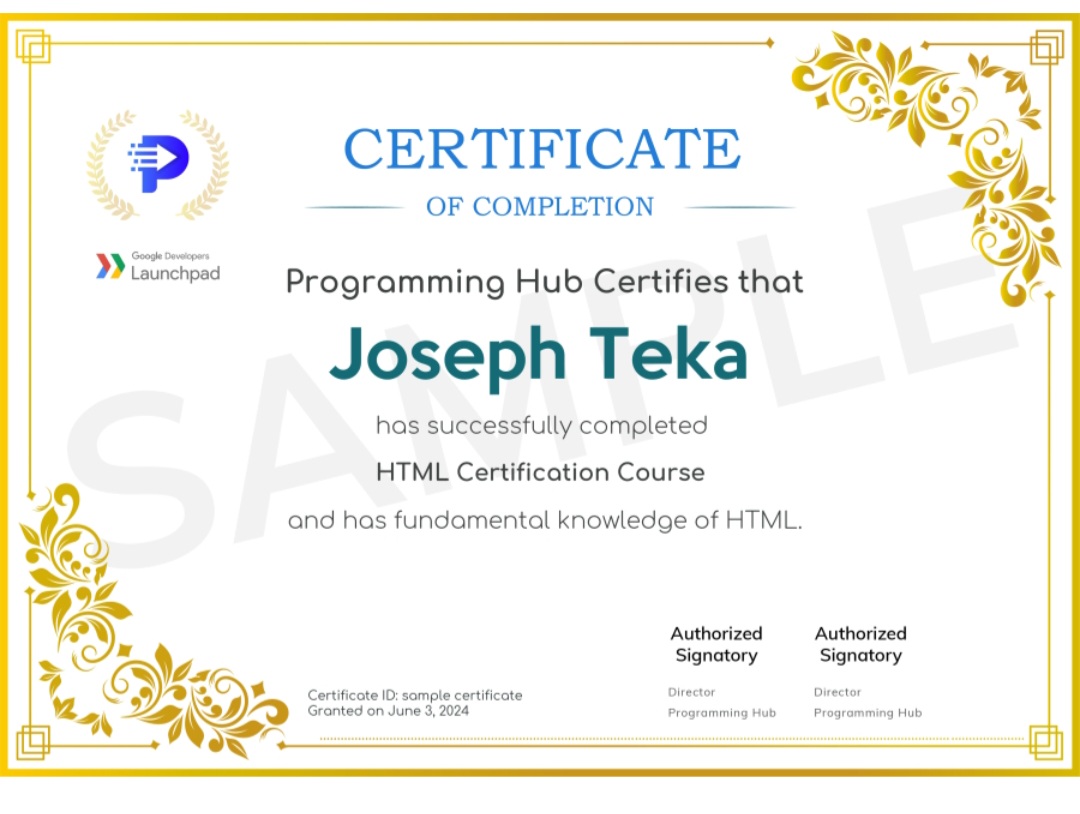 CERTIFICATE
OF COMPLETION
Google Developers
Launchpad
Programming Hub Certifies that
Joseph Teka
has successfully completed
HTML Certification Course
and has fundamental knowledge of HTML.
SAMPLE
Authorized Signatory
Authorized Signatory
Director
Programming Hub
Director
Programming Hub
Certificate ID: sample certificate
Granted on June 3, 2024